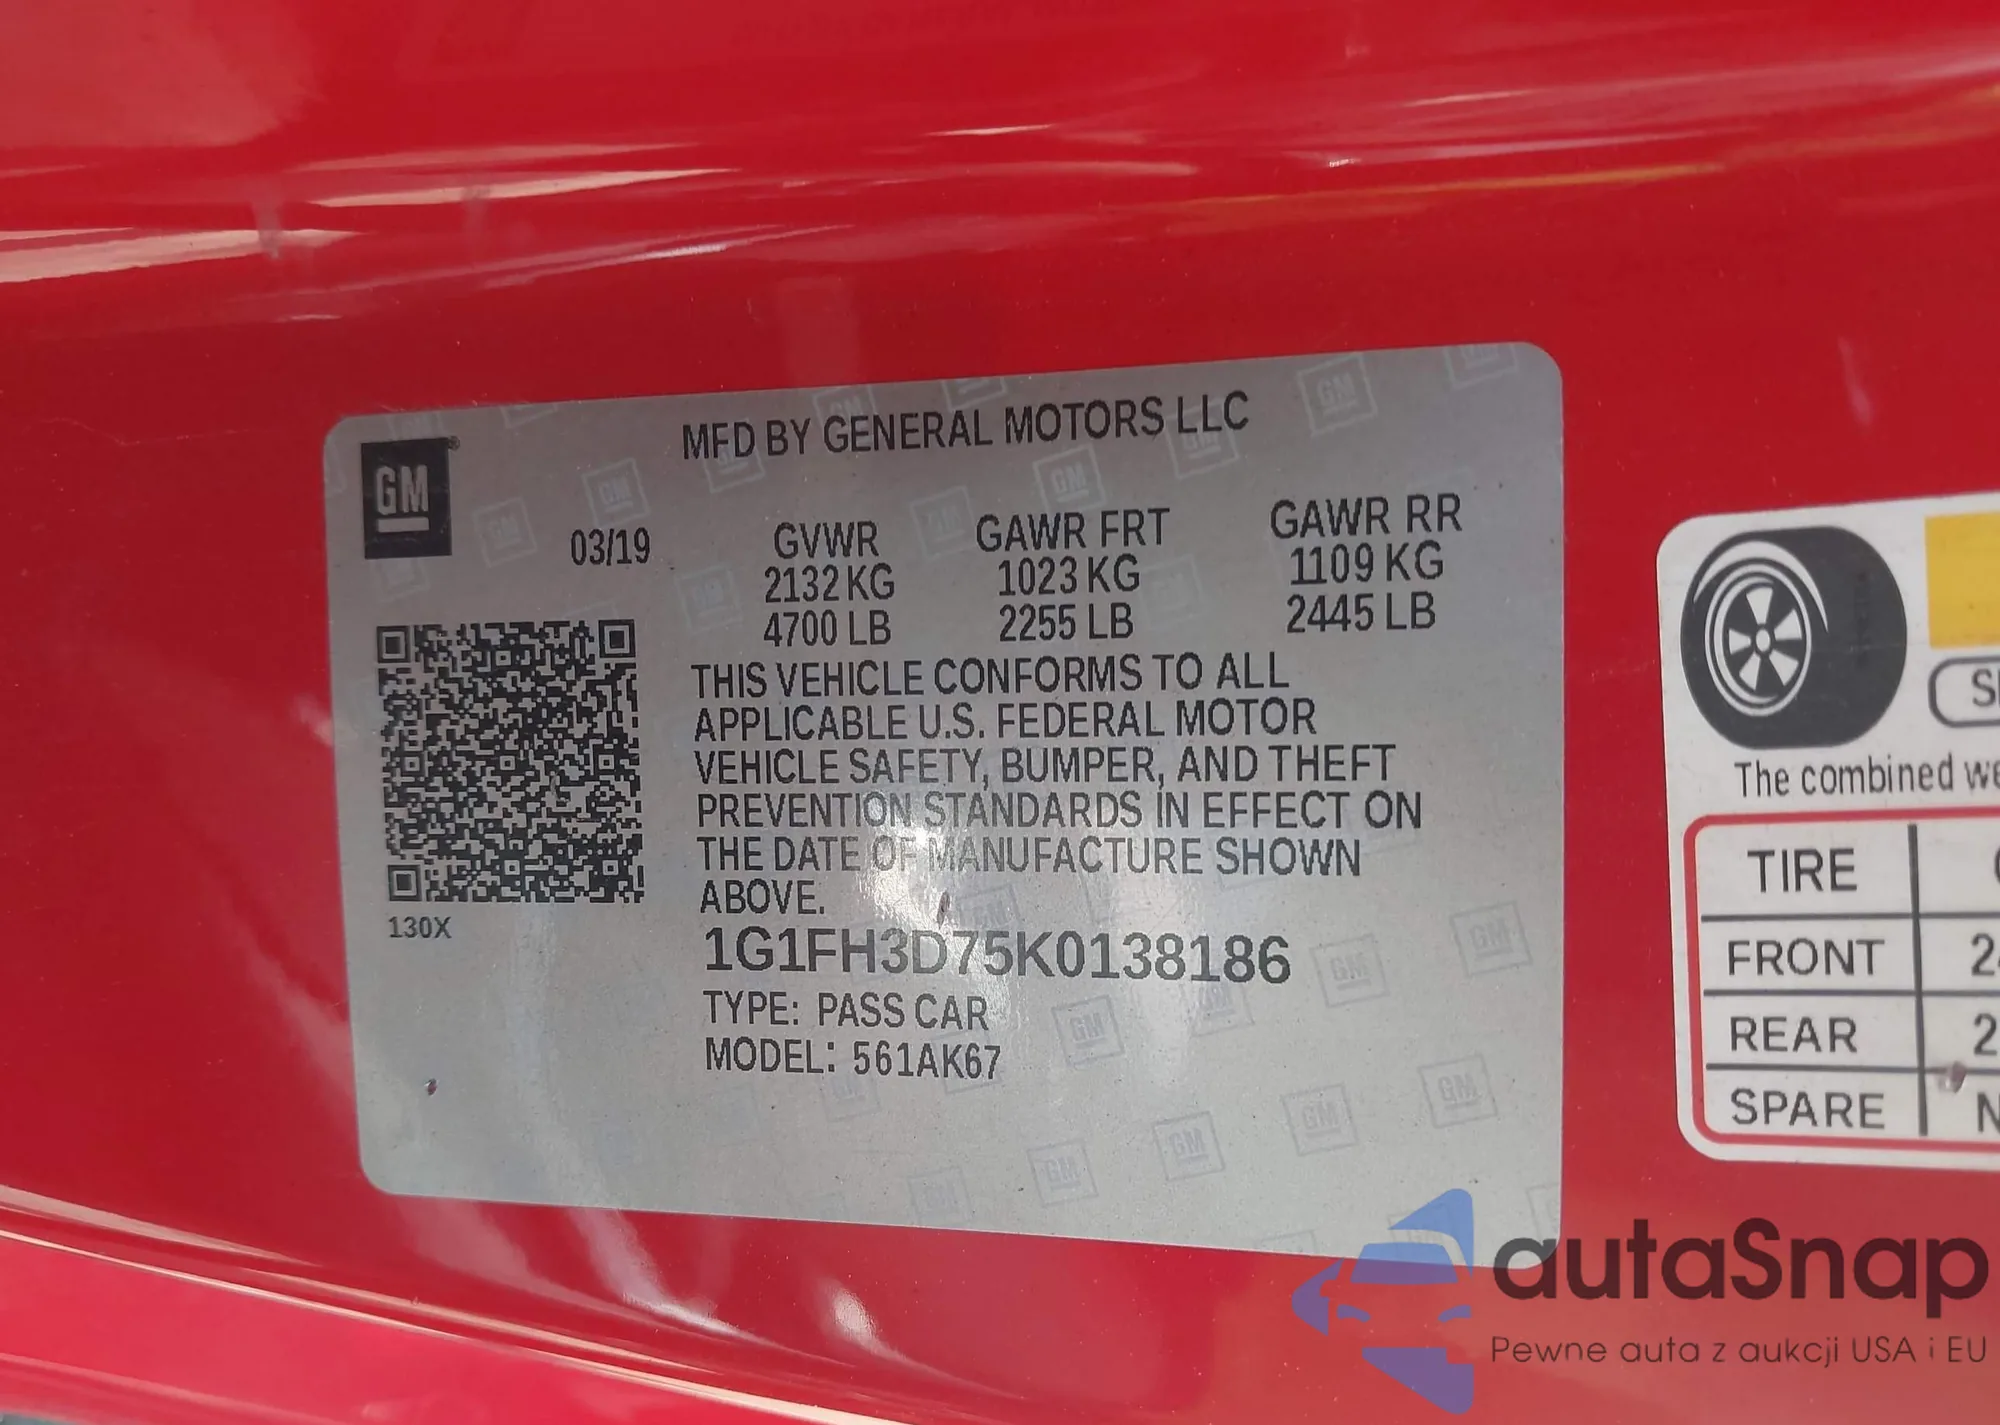 MFD BY GENERAL MOTORS LLC
GM
03/19
GVWR GAWR FRT GAWR RR
2132 KG 1023 KG 1109 KG
4700 LB 2255 LB 2445 LB
THIS VEHICLE CONFORMS TO ALL
APPLICABLE U.S. FEDERAL MOTOR
VEHICLE SAFETY, BUMPER, AND THEFT
PREVENTION STANDARDS IN EFFECT ON
THE DATE OF MANUFACTURE SHOWN
ABOVE.
130X
1G1FH3D75K0138186
TYPE: PASS CAR
MODEL: 561AK67
The combined
TIRE
FRONT
REAR
SPARE
autaSnap
Pewne auta z aukcji USA i EU